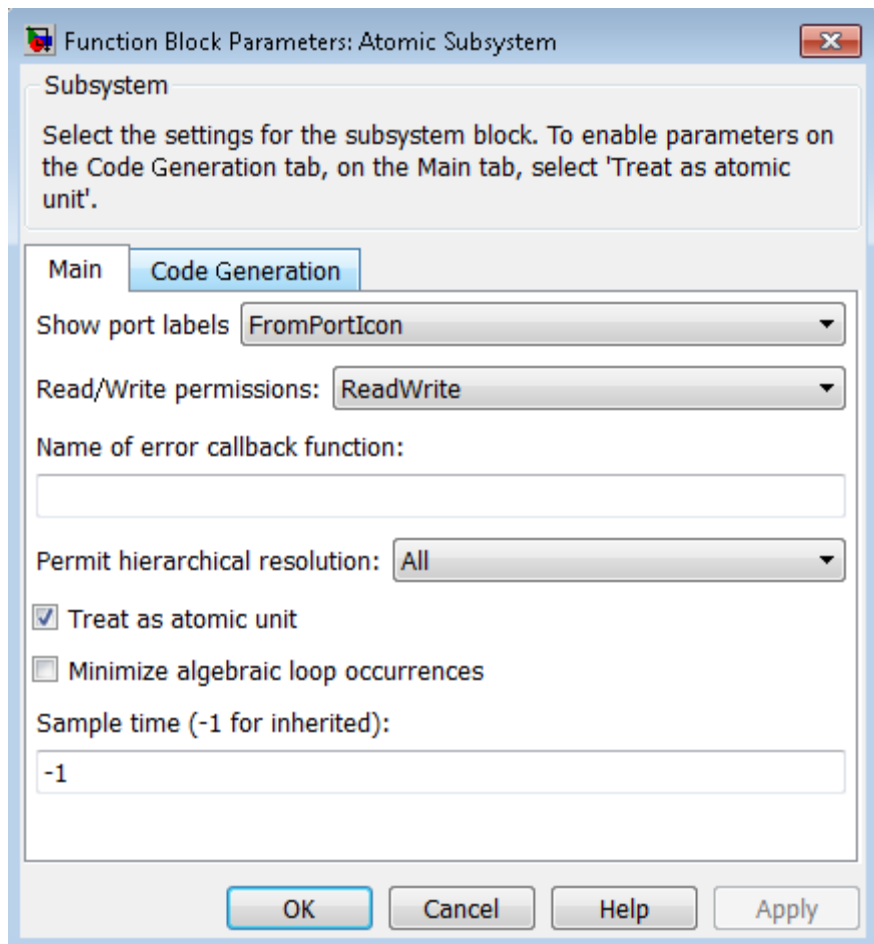 Function Block Parameters: Atomic Subsystem
Subsystem
Select the settings for the subsystem block. To enable parameters on
the Code Generation tab, on the Main tab, select 'Treat as atomic
unit'.
Main Code Generation
Show port labels FromPortIcon
Read/Write permissions: ReadWrite
Name of error callback function:
Permit hierarchical resolution: All
Treat as atomic unit
Minimize algebraic loop occurrences
Sample time (-1 for inherited):
-1
OK Cancel Help Apply